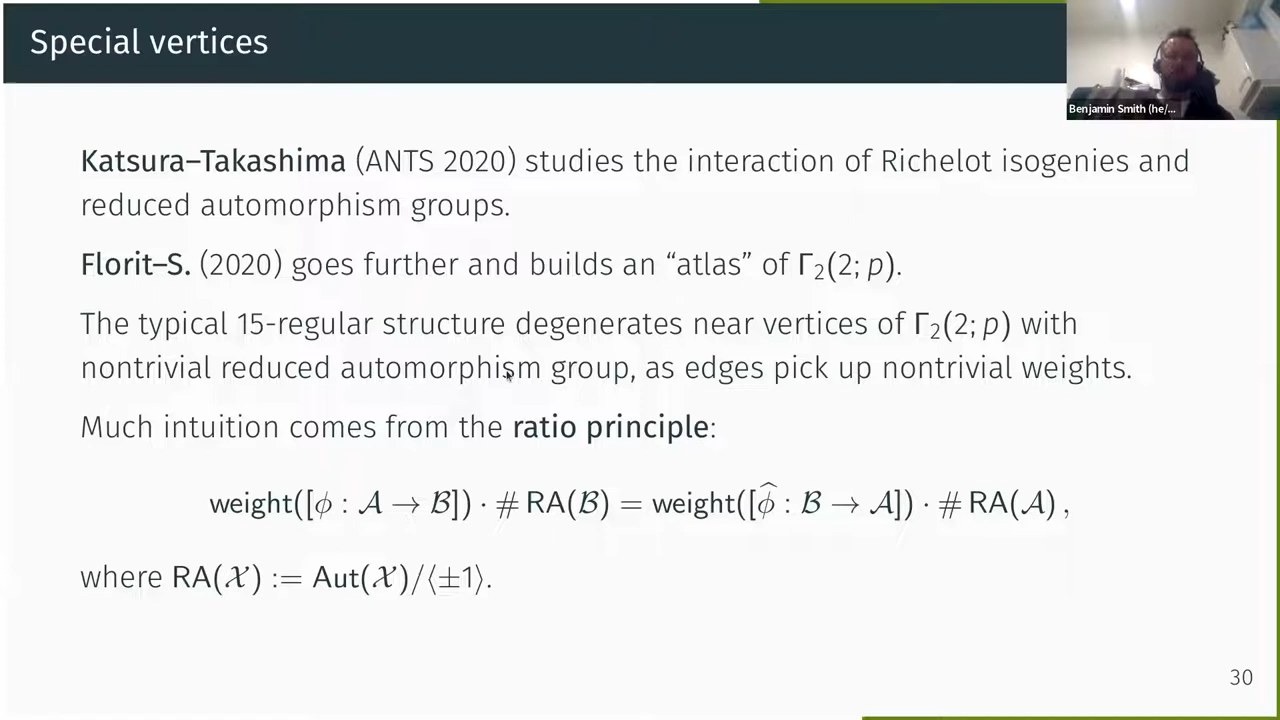 Special vertices
Benjamin Smith (he/...
Katsura–Takashima (ANTS 2020) studies the interaction of Richelot isogenies and
reduced automorphism groups.
Florit–S. (2020) goes further and builds an “atlas” of Γ₂(2; p).
The typical 15-regular structure degenerates near vertices of Γ₂(2; p) with
nontrivial reduced automorphism group, as edges pick up nontrivial weights.
Much intuition comes from the ratio principle:
weight([ϕ : 𝒜 → ℬ]) · # RA(ℬ) = weight([ϕ̂ : ℬ → 𝒜]) · # RA(𝒜) ,
where RA(𝒳) := Aut(𝒳)/⟨±1⟩.
30